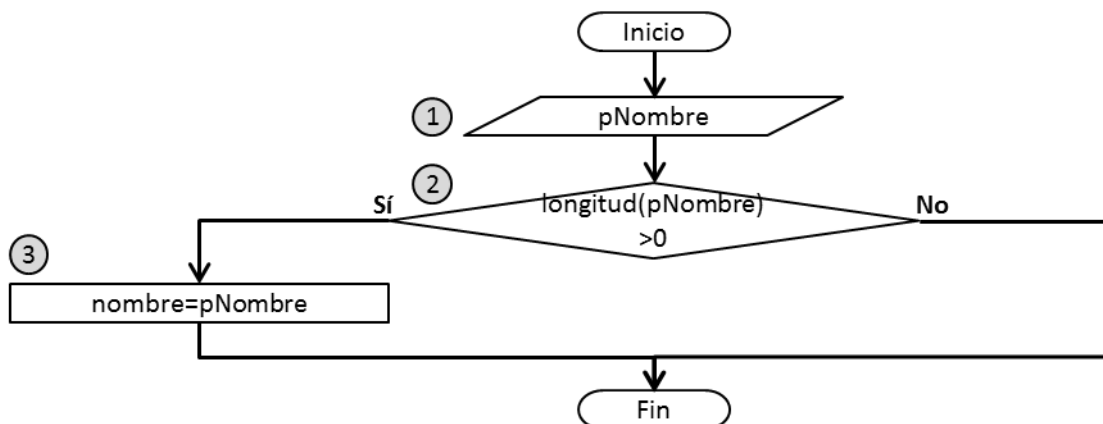 Inicio
1
pNombre
2
Sí
longitud(pNombre)
>0
No
3
nombre=pNombre
Fin